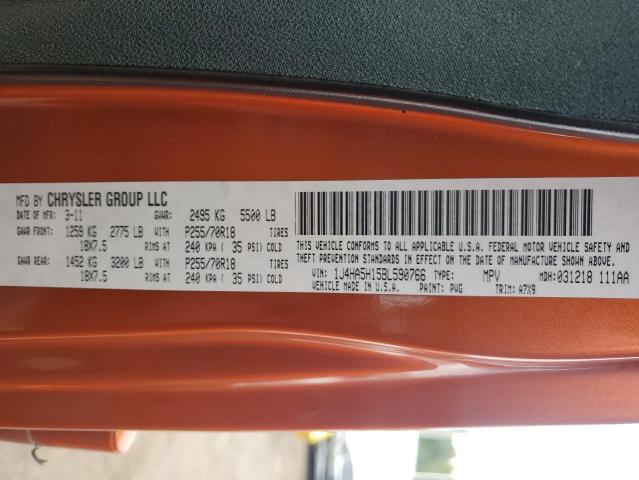 MFD BY CHRYSLER GROUP LLC
DATE OF MFR: 3-11 GVWR: 2495 KG 5500 LB
GAWR FRONT: 1259 KG 2775 LB WITH P255/70R18 TIRES
18X7.5 RIMS AT 240 KPA ( 35 PSI) COLD
GAWR REAR: 1452 KG 3200 LB WITH P255/70R18 TIRES
18X7.5 RIMS AT 240 KPA ( 35 PSI) COLD
THIS VEHICLE CONFORMS TO ALL APPLICABLE U.S.A. FEDERAL MOTOR VEHICLE SAFETY AND
THEFT PREVENTION STANDARDS IN EFFECT ON THE DATE OF MANUFACTURE SHOWN ABOVE.
VIN: 1J4HA5H15BL590766 TYPE: MPV MDH: 031218 111AA
VEHICLE MADE IN U.S.A. PAINT: PVG TRIM: A7X9